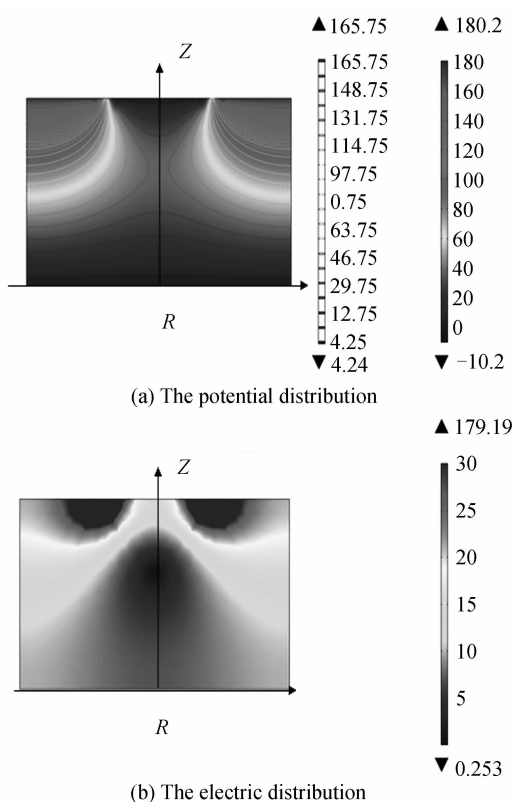 ▲ 165.75 ▲ 180.2
Z
165.75 180
148.75 160
131.75 140
114.75 120
97.75 100
0.75 80
63.75 60
46.75 40
29.75 20
12.75 0
4.25
▼ 4.24 ▼ −10.2
R
(a) The potential distribution
▲ 179.19
Z
30
25
20
15
10
5
R
▼ 0.253
(b) The electric distribution